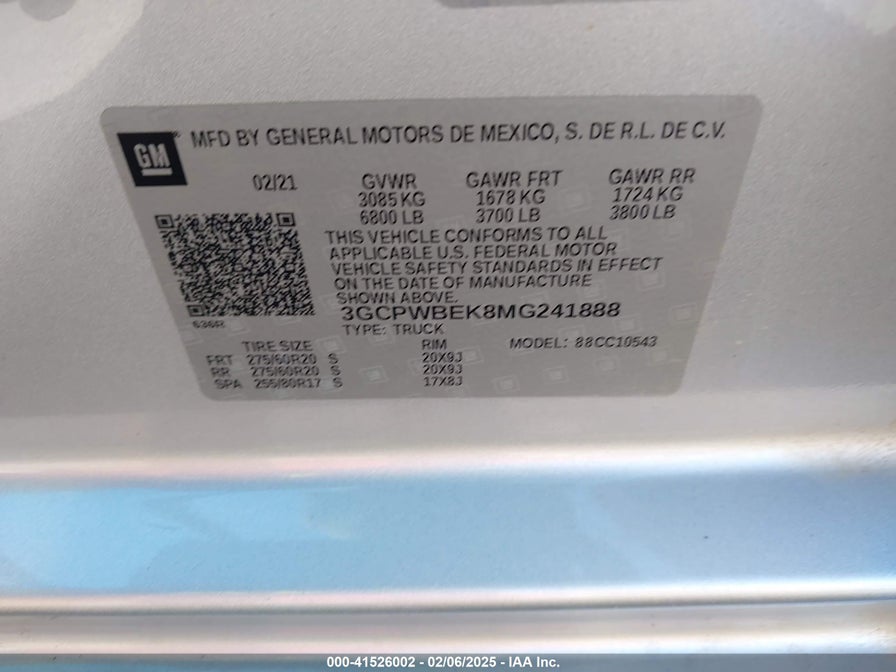 GM
MFD BY GENERAL MOTORS DE MEXICO, S. DE R.L. DE C.V.
02/21 GVWR GAWR FRT GAWR RR
3085 KG 1678 KG 1724 KG
6800 LB 3700 LB 3800 LB
THIS VEHICLE CONFORMS TO ALL
APPLICABLE U.S. FEDERAL MOTOR
VEHICLE SAFETY STANDARDS IN EFFECT
ON THE DATE OF MANUFACTURE
SHOWN ABOVE.
636R
3GCPWBEK8MG241888
TYPE: TRUCK
TIRE SIZE RIM MODEL: 88CC10543
FRT 275/60R20 S 20X9J
RR 275/60R20 S 20X9J
SPA 255/80R17 S 17X8J
000-41526002 - 02/06/2025 - IAA Inc.